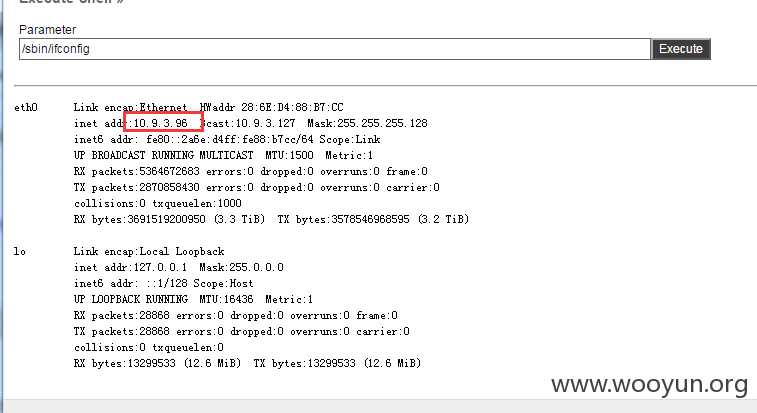 Execute Shell »
Parameter
/sbin/ifconfig
Execute
eth0 Link encap:Ethernet HWaddr 28:6E:D4:88:B7:CC
inet addr:10.9.3.96 Bcast:10.9.3.127 Mask:255.255.255.128
inet6 addr: fe80::2a6e:d4ff:fe88:b7cc/64 Scope:Link
UP BROADCAST RUNNING MULTICAST MTU:1500 Metric:1
RX packets:5364672683 errors:0 dropped:0 overruns:0 frame:0
TX packets:2870858430 errors:0 dropped:0 overruns:0 carrier:0
collisions:0 txqueuelen:1000
RX bytes:3691519200950 (3.3 TiB) TX bytes:3578546968595 (3.2 TiB)
lo Link encap:Local Loopback
inet addr:127.0.0.1 Mask:255.0.0.0
inet6 addr: ::1/128 Scope:Host
UP LOOPBACK RUNNING MTU:16436 Metric:1
RX packets:28868 errors:0 dropped:0 overruns:0 frame:0
TX packets:28868 errors:0 dropped:0 overruns:0 carrier:0
collisions:0 txqueuelen:0
RX bytes:13299533 (12.6 MiB) TX bytes:13299533 (12.6 MiB)
www.wooyun.org